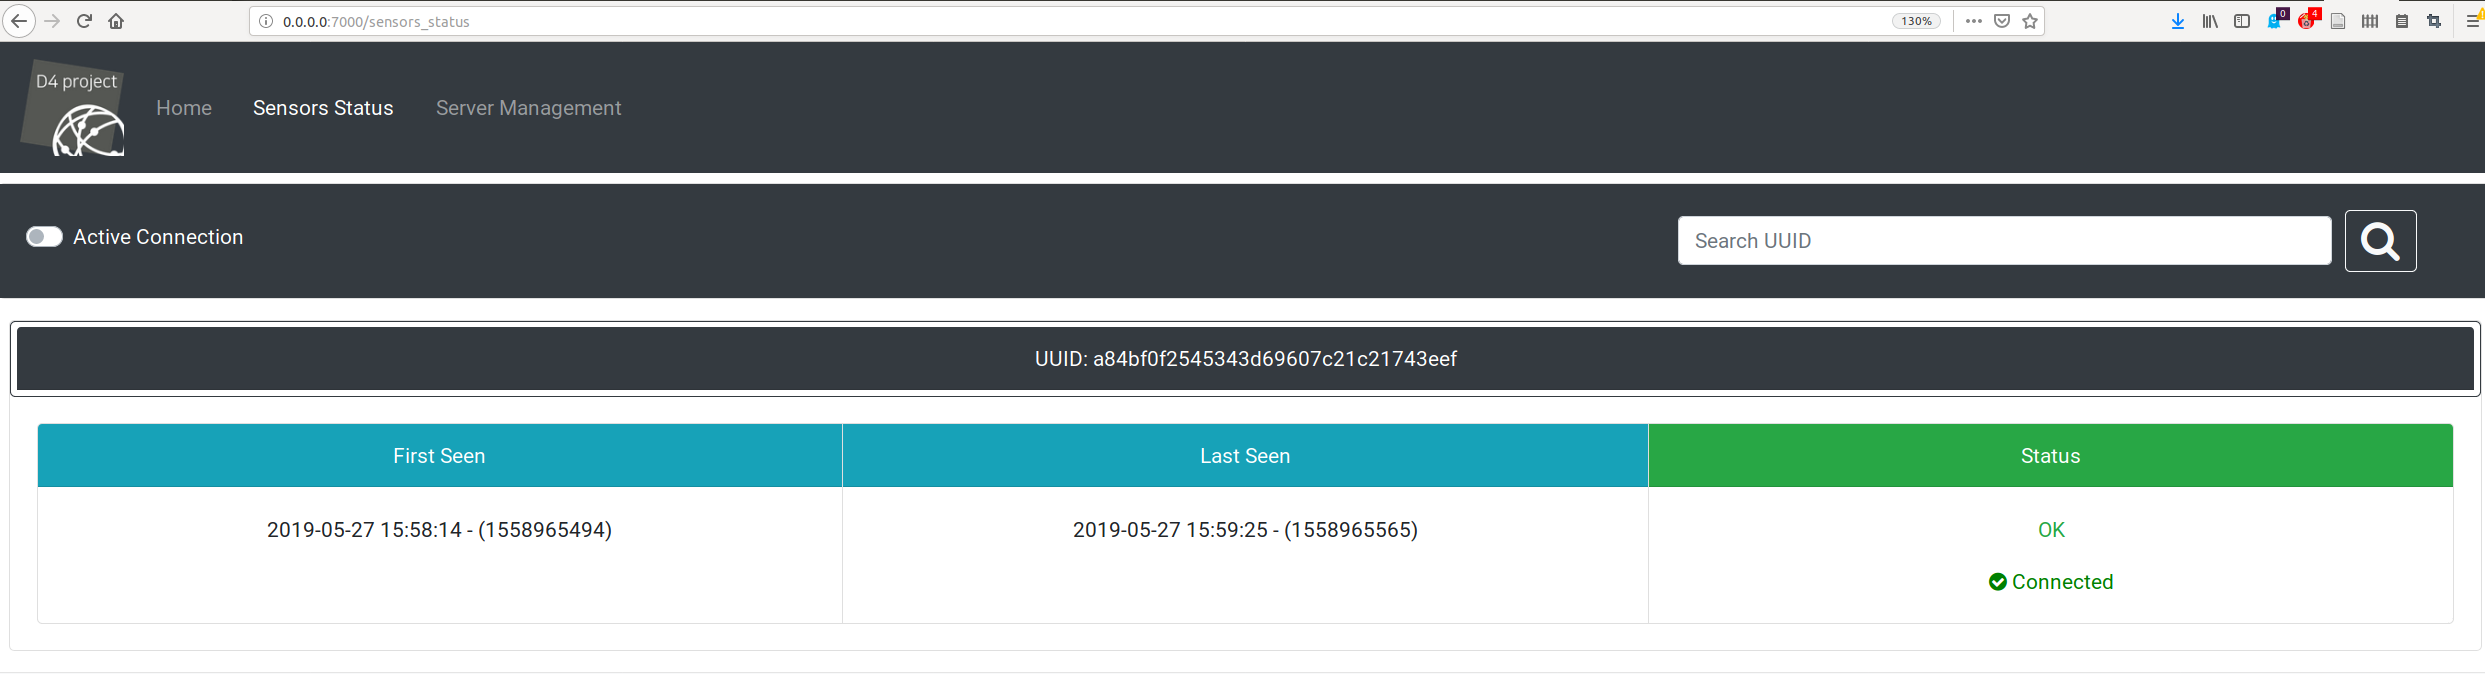 0.0.0.0:7000/sensors_status
130%
0
4
D4 project
Home
Sensors Status
Server Management
Active Connection
Search UUID
UUID: a84bf0f2545343d69607c21c21743eef
First Seen
Last Seen
Status
2019-05-27 15:58:14 - (1558965494)
2019-05-27 15:59:25 - (1558965565)
OK
Connected